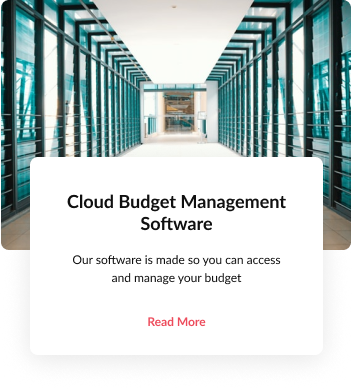 Cloud Budget Management
Software
Our software is made so you can access
and manage your budget
Read More